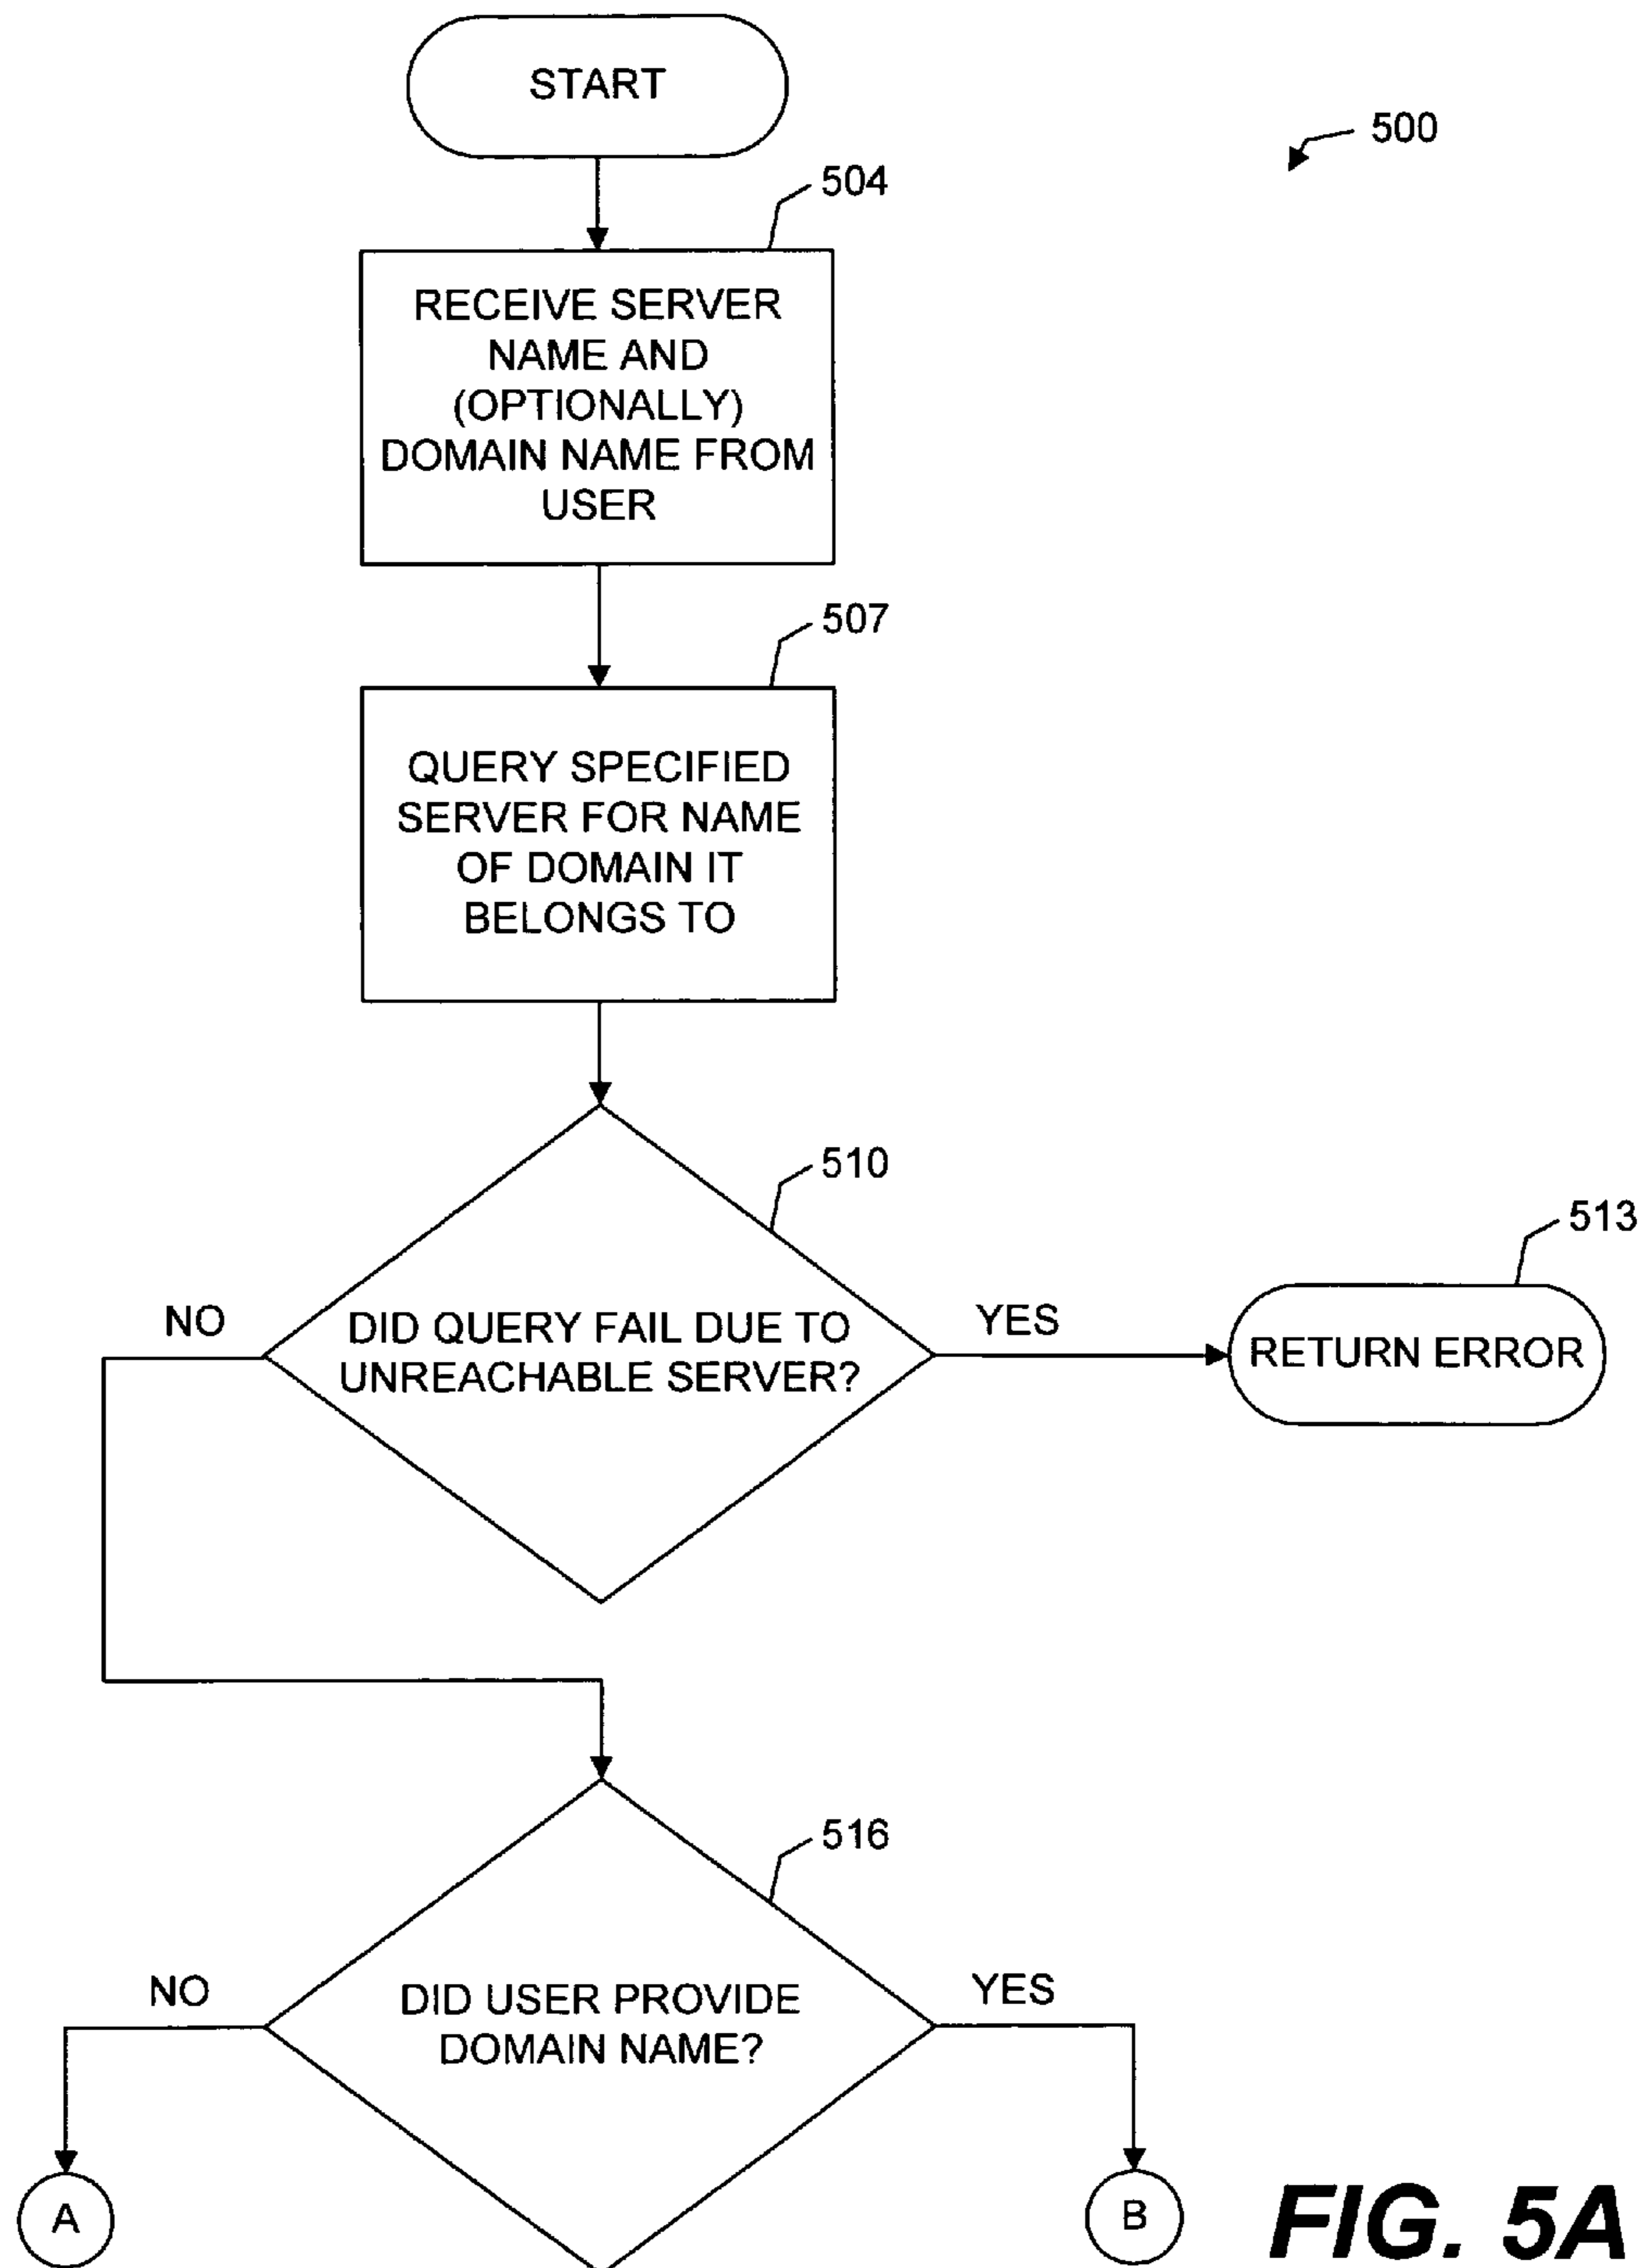 START
500
504
RECEIVE SERVER
NAME AND
(OPTIONALLY)
DOMAIN NAME FROM
USER
507
QUERY SPECIFIED
SERVER FOR NAME
OF DOMAIN IT
BELONGS TO
510
513
NO
DID QUERY FAIL DUE TO
UNREACHABLE SERVER?
YES
RETURN ERROR
516
NO
DID USER PROVIDE
DOMAIN NAME?
YES
A
B
FIG. 5A